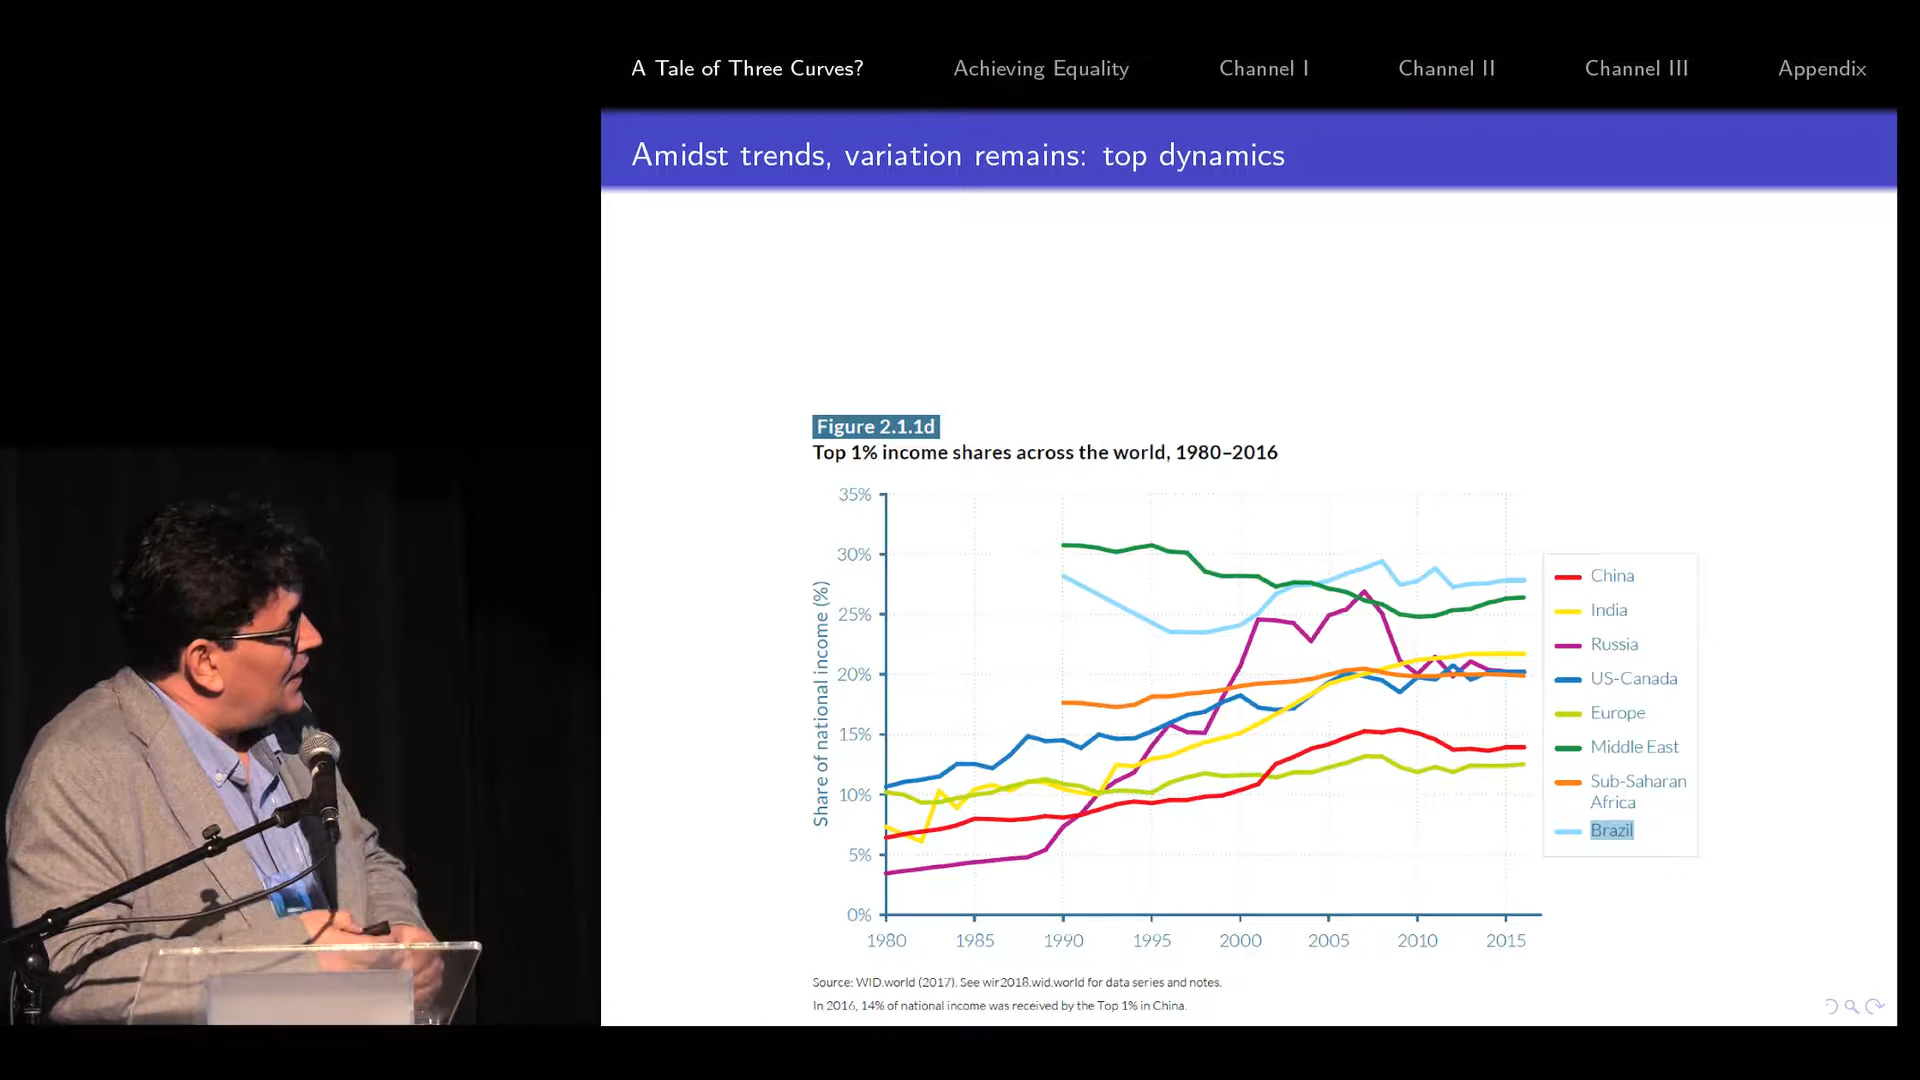 A Tale of Three Curves? Achieving Equality Channel I Channel II Channel III Appendix
Amidst trends, variation remains: top dynamics
Figure 2.1.1d
Top 1% income shares across the world, 1980–2016
Share of national income (%)
35%
30%
25%
20%
15%
10%
5%
0%
1980 1985 1990 1995 2000 2005 2010 2015
China
India
Russia
US-Canada
Europe
Middle East
Sub-Saharan
Africa
Brazil
Source: WID.world (2017). See wir2018.wid.world for data series and notes.
In 2016, 14% of national income was received by the Top 1% in China.